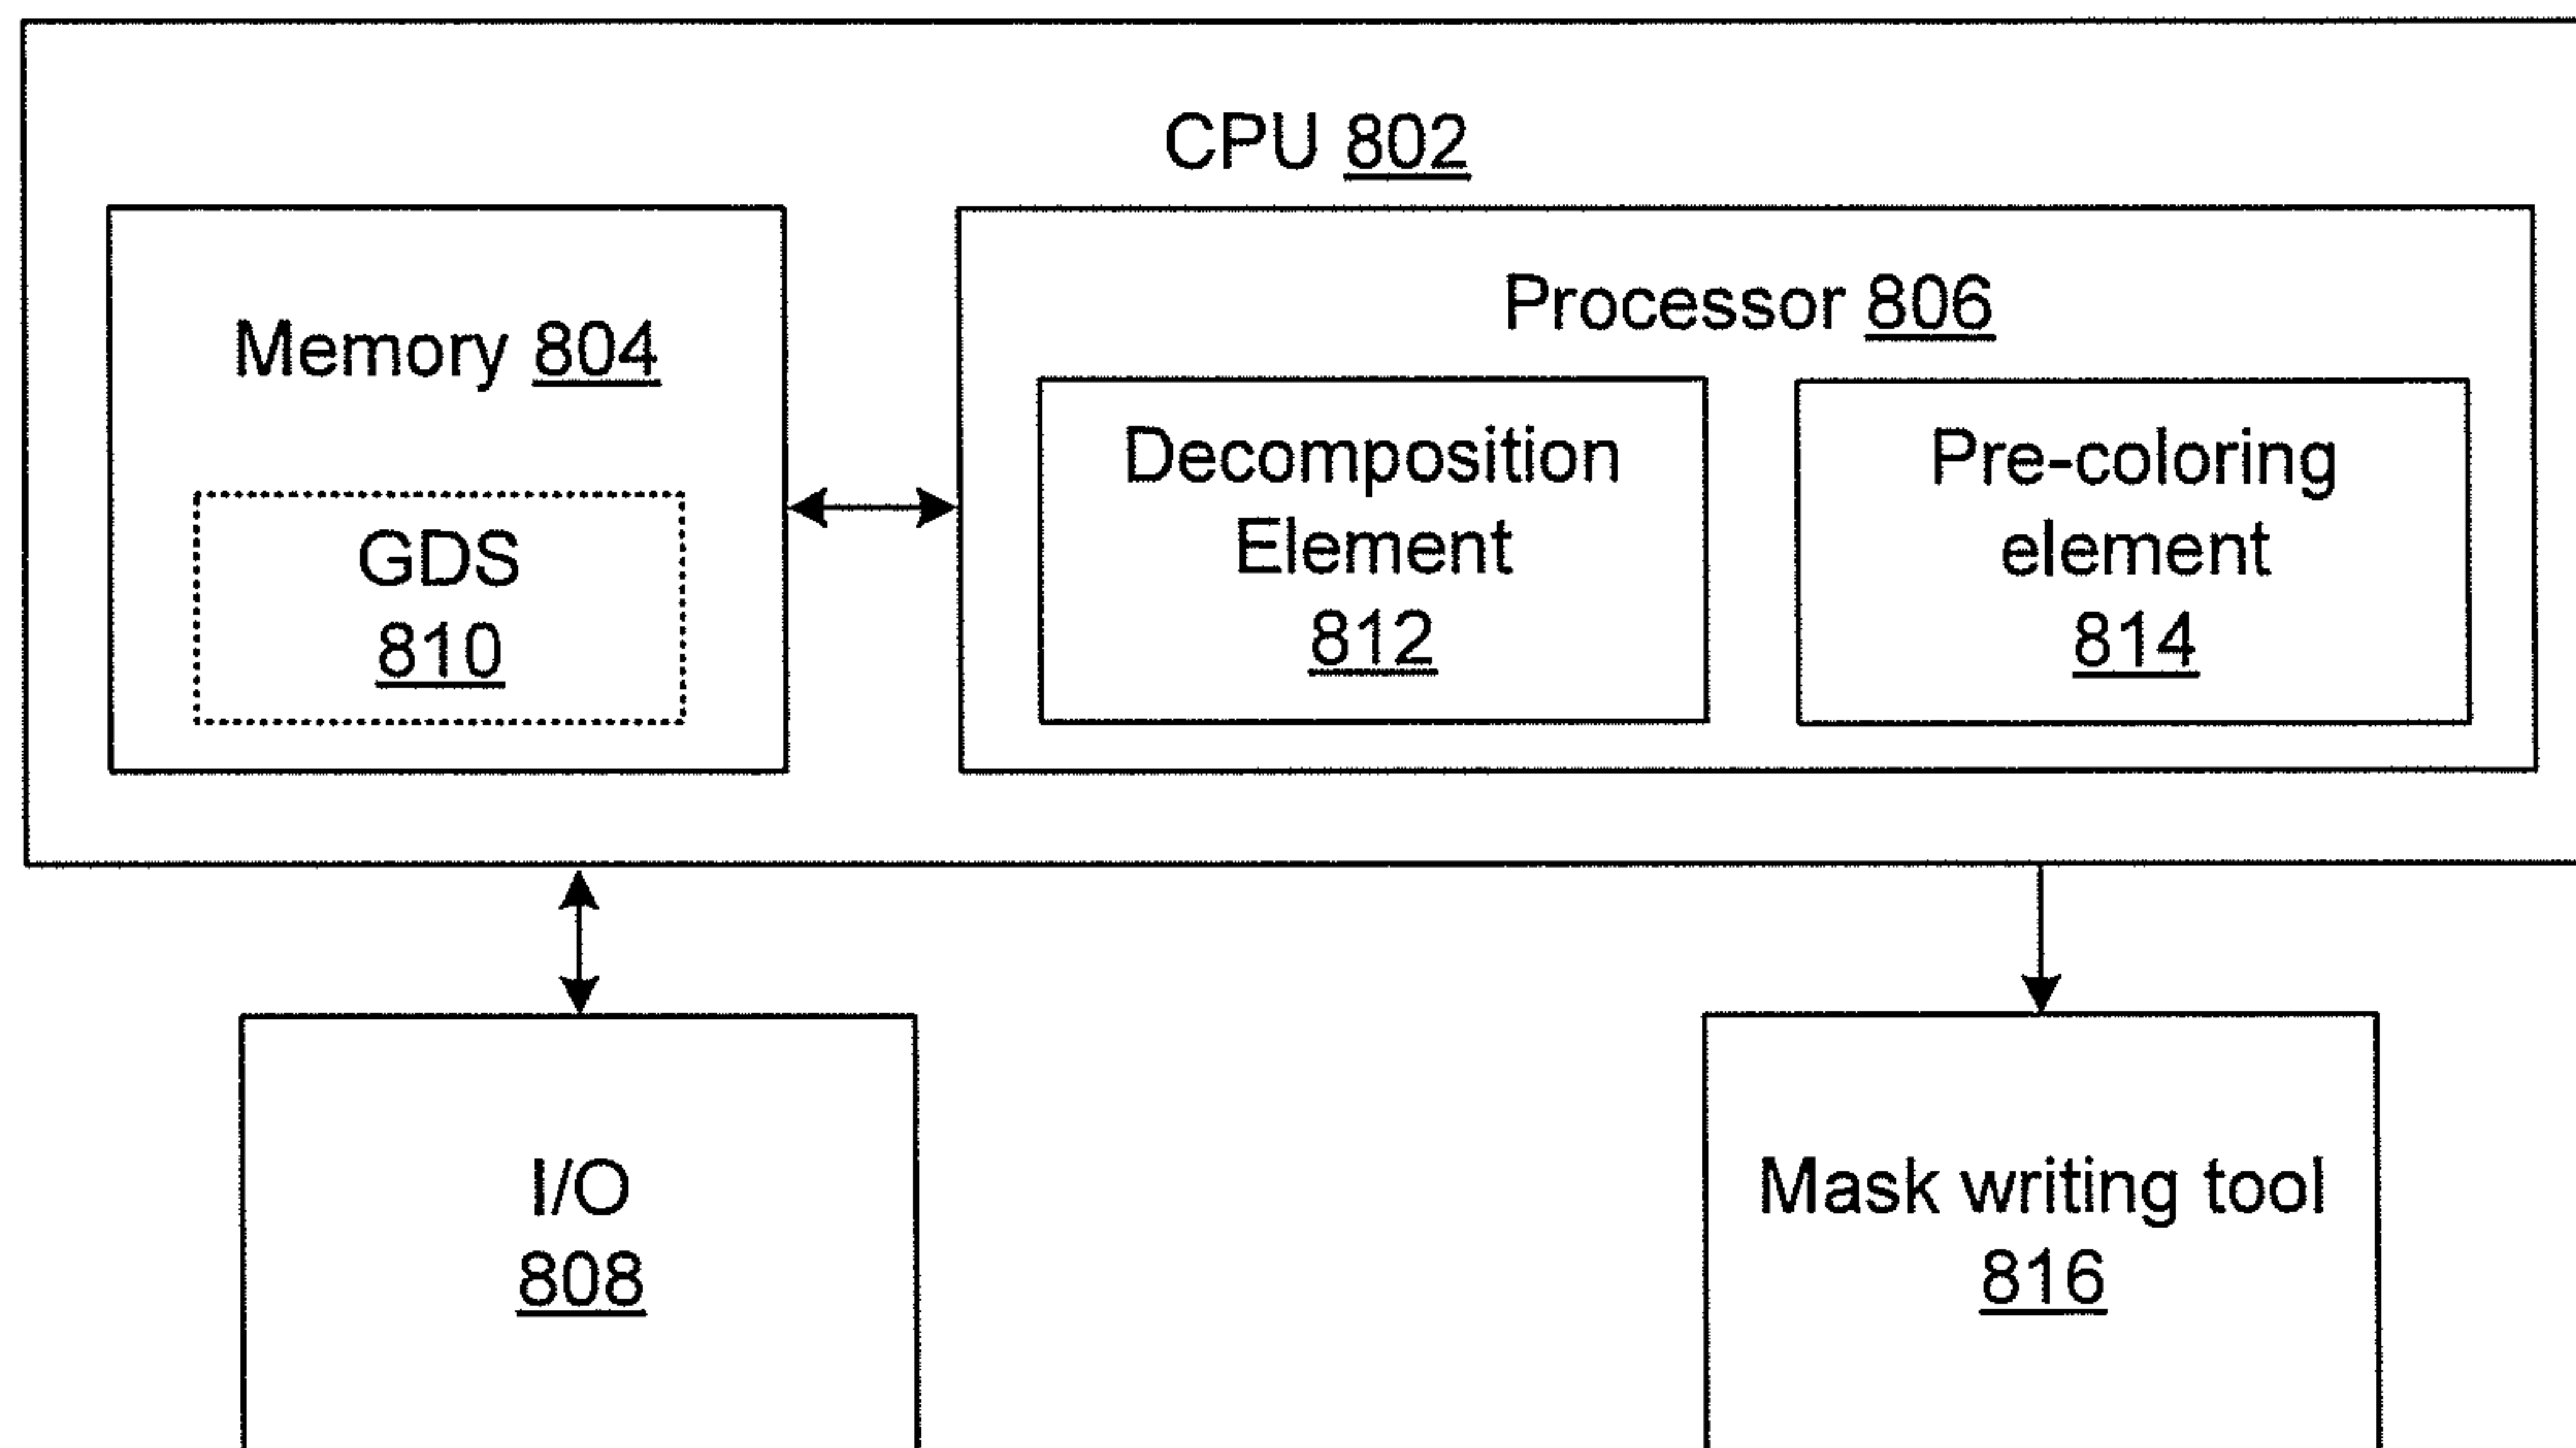 CPU 802
Memory 804
GDS
810
Processor 806
Decomposition
Element
812
Pre-coloring
element
814
I/O
808
Mask writing tool
816